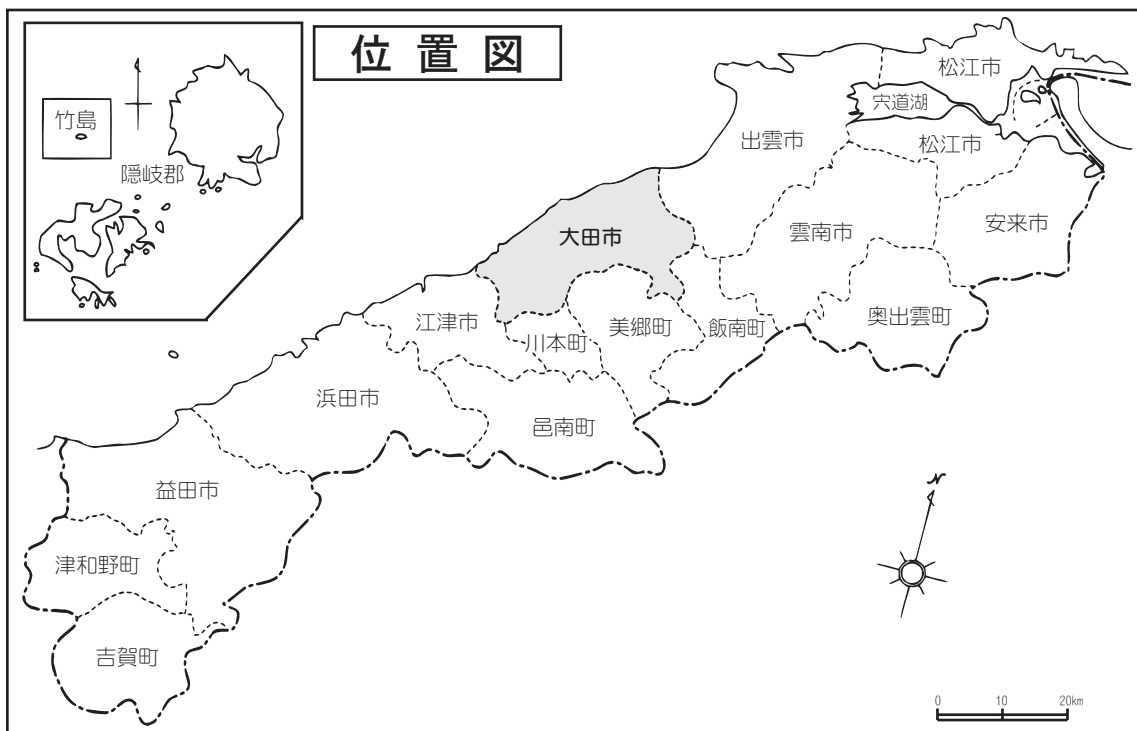 位置図
竹島
隠岐郡
松江市
宍道湖
松江市
出雲市
安来市
雲南市
大田市
奥出雲町
飯南町
美郷町
川本町
江津市
邑南町
浜田市
益田市
津和野町
吉賀町
N
0 10 20km